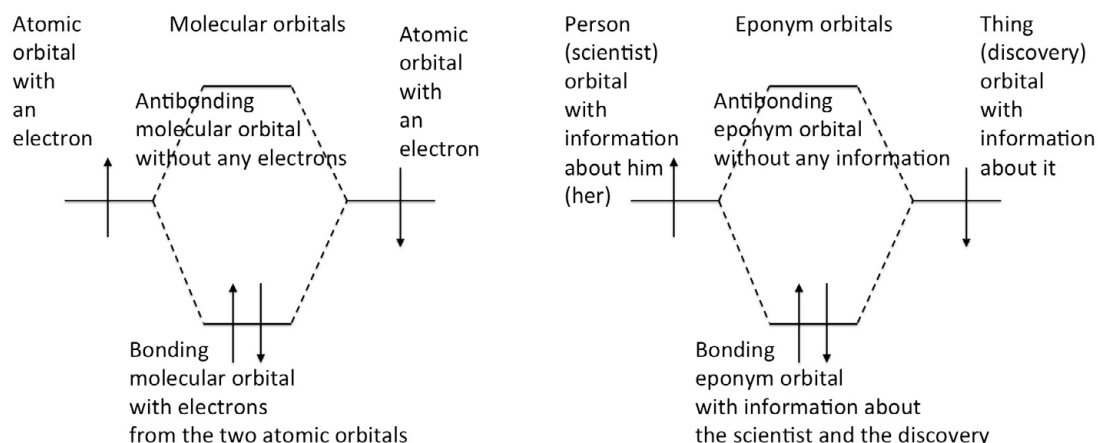 Atomic
orbital
with
an
electron
Molecular orbitals
Atomic
orbital
with
an
electron
Antibonding
molecular orbital
without any electrons
Bonding
molecular orbital
with electrons
from the two atomic orbitals
Person
(scientist)
orbital
with
information
about him
(her)
Eponym orbitals
Thing
(discovery)
orbital
with
information
about it
Antibonding
eponym orbital
without any information
Bonding
eponym orbital
with information about
the scientist and the discovery